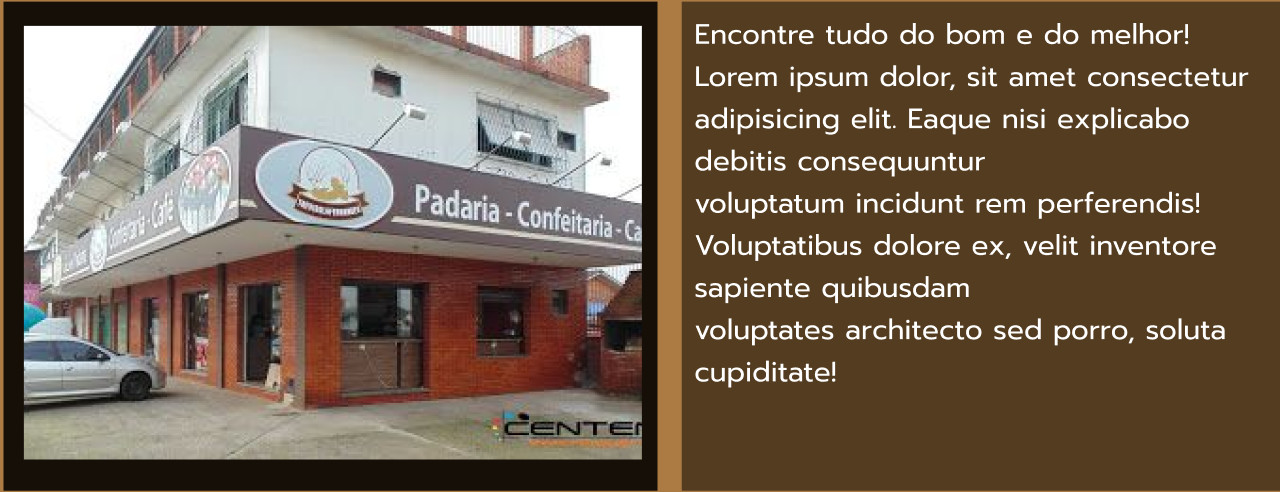 Padaria - Confeitaria - Ca
Confeitaria - Café
CENTER
Encontre tudo do bom e do melhor!
Lorem ipsum dolor, sit amet consectetur
adipisicing elit. Eaque nisi explicabo
debitis consequuntur
voluptatum incidunt rem perferendis!
Voluptatibus dolore ex, velit inventore
sapiente quibusdam
voluptates architecto sed porro, soluta
cupiditate!